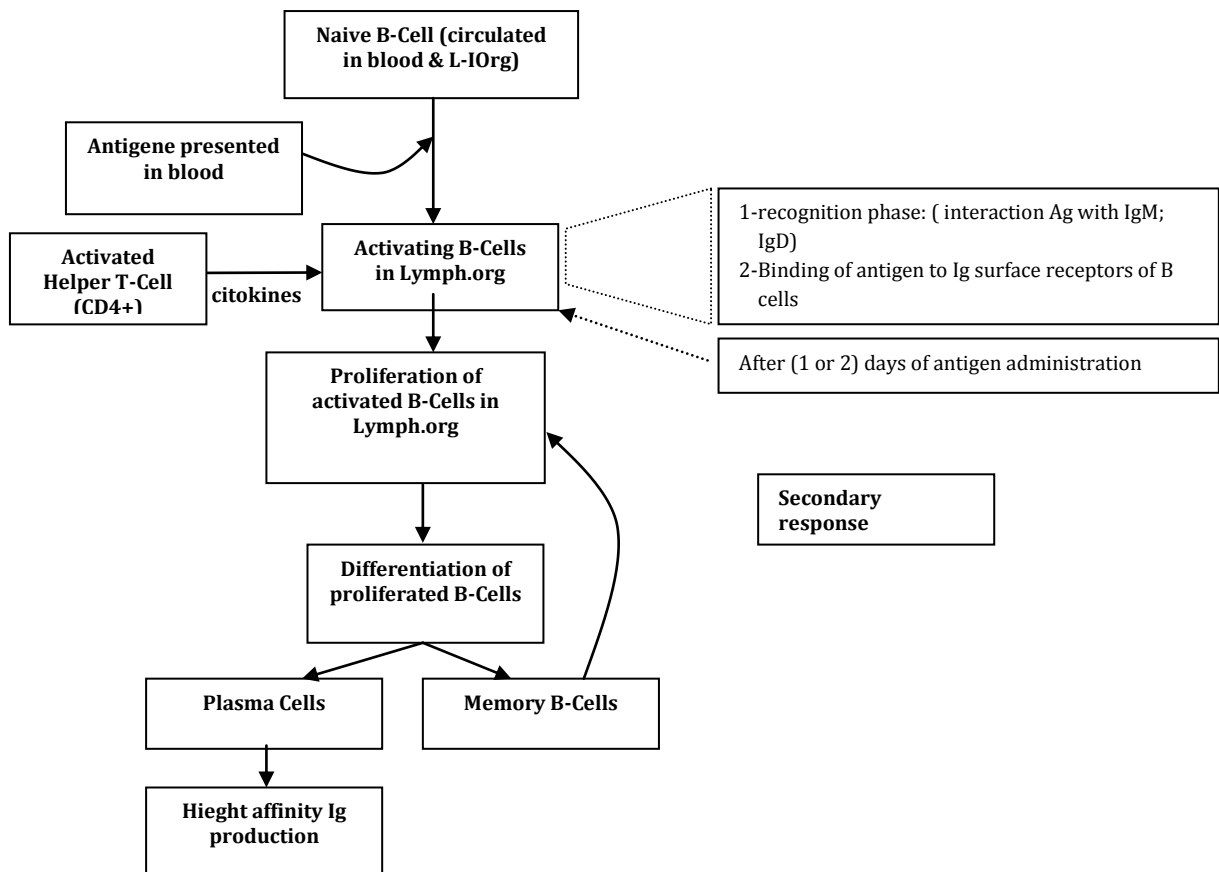 Naive B-Cell (circulated
in blood & L-IOrg)
Antigene presented
in blood
Activating B-Cells
in Lymph.org
Activated
Helper T-Cell
(CD4+)
citokines
1-recognition phase: ( interaction Ag with IgM;
IgD)
2-Binding of antigen to Ig surface receptors of B
cells
After (1 or 2) days of antigen administration
Proliferation of
activated B-Cells in
Lymph.org
Secondary
response
Differentiation of
proliferated B-Cells
Plasma Cells
Memory B-Cells
Hieght affinity Ig
production